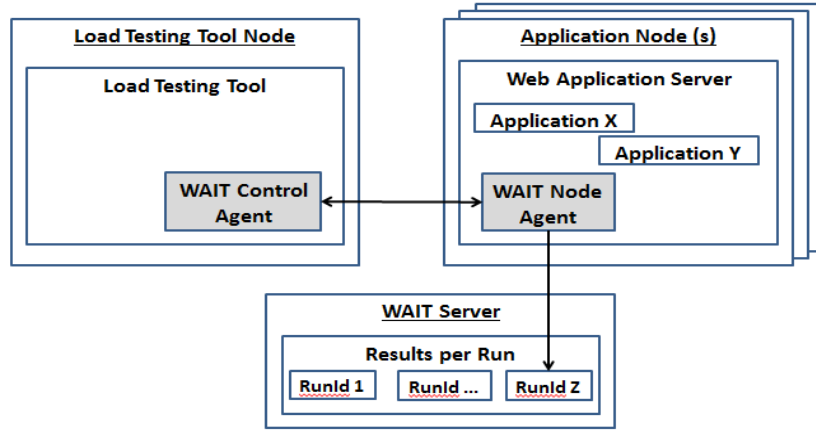 Load Testing Tool Node
Load Testing Tool
WAIT Control
Agent
Application Node (s)
Web Application Server
Application X
Application Y
WAIT Node
Agent
WAIT Server
Results per Run
RunId 1
RunId ...
RunId Z